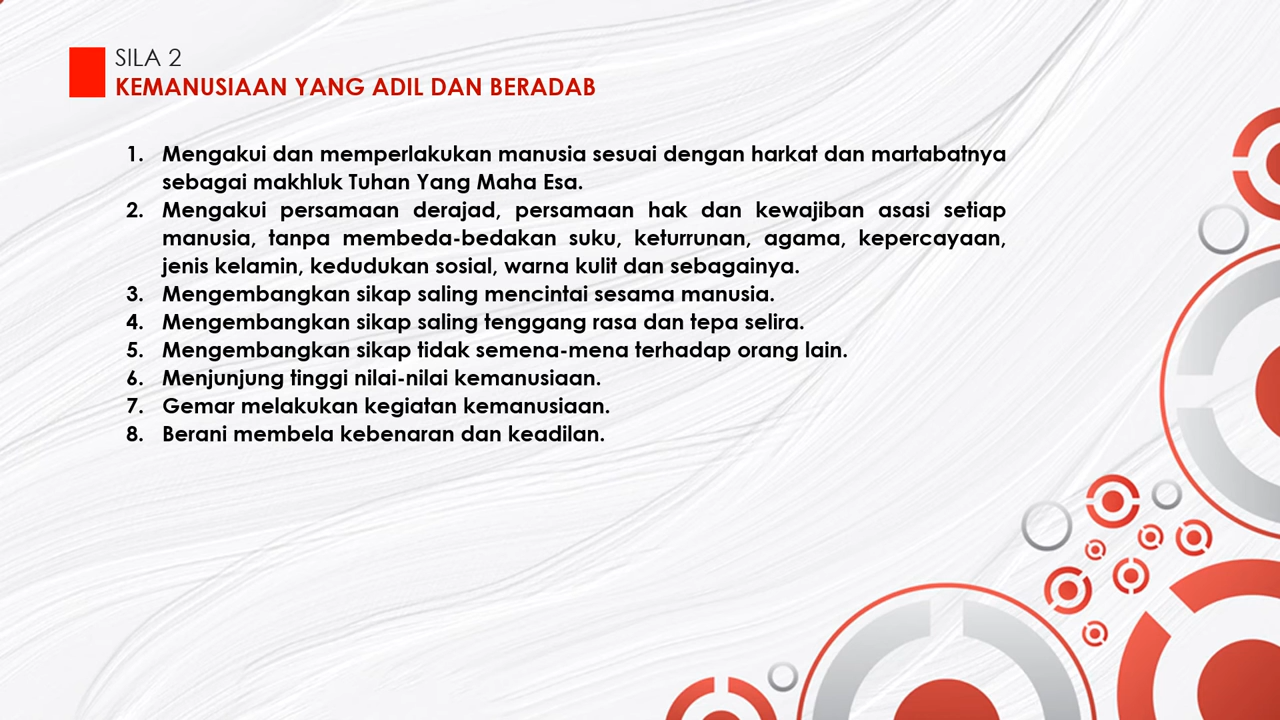 SILA 2
KEMANUSIAAN YANG ADIL DAN BERADAB
1. Mengakui dan memperlakukan manusia sesuai dengan harkat dan martabatnya
sebagai makhluk Tuhan Yang Maha Esa.
2. Mengakui persamaan derajad, persamaan hak dan kewajiban asasi setiap
manusia, tanpa membeda-bedakan suku, keturrunan, agama, kepercayaan,
jenis kelamin, kedudukan sosial, warna kulit dan sebagainya.
3. Mengembangkan sikap saling mencintai sesama manusia.
4. Mengembangkan sikap saling tenggang rasa dan tepa selira.
5. Mengembangkan sikap tidak semena-mena terhadap orang lain.
6. Menjunjung tinggi nilai-nilai kemanusiaan.
7. Gemar melakukan kegiatan kemanusiaan.
8. Berani membela kebenaran dan keadilan.